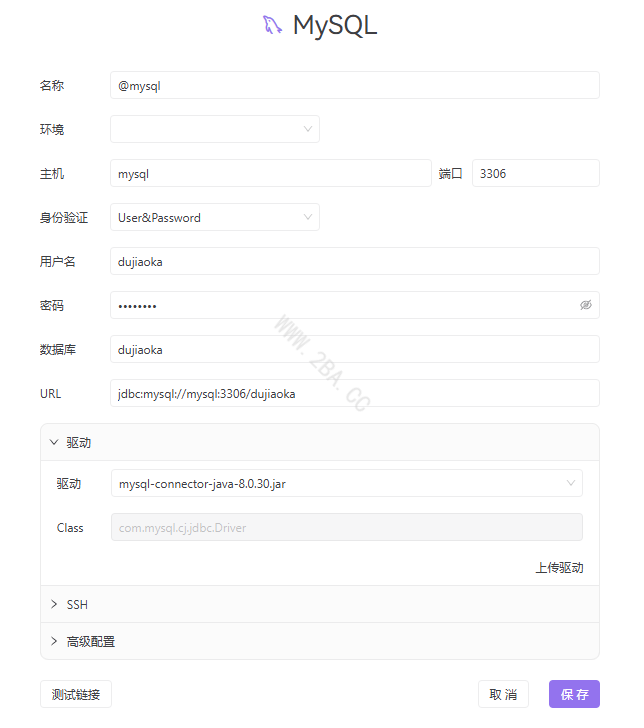 MySQL
名称 @mysql
环境
主机 mysql 端口 3306
身份验证 User&Password
用户名 dujiaoka
密码 ••••••••
数据库 dujiaoka
URL jdbc:mysql://mysql:3306/dujiaoka
WWW.2BA.CC
驱动
驱动 mysql-connector-java-8.0.30.jar
Class com.mysql.cj.jdbc.Driver
上传驱动
SSH
高级配置
测试链接 取 消 保 存